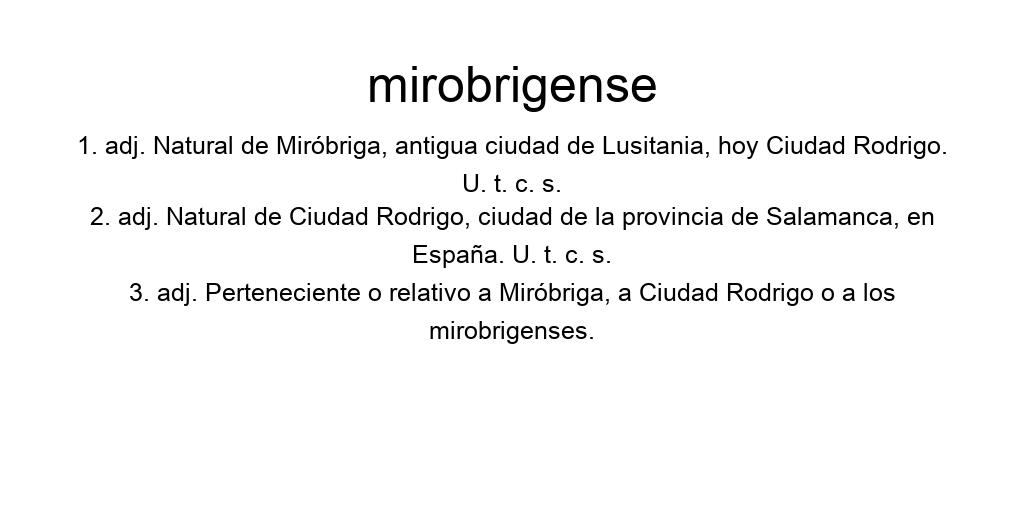 mirobrigense
1. adj. Natural de Miróbriga, antigua ciudad de Lusitania, hoy Ciudad Rodrigo.
U. t. c. s.
2. adj. Natural de Ciudad Rodrigo, ciudad de la provincia de Salamanca, en
España. U. t. c. s.
3. adj. Perteneciente o relativo a Miróbriga, a Ciudad Rodrigo o a los
mirobrigenses.